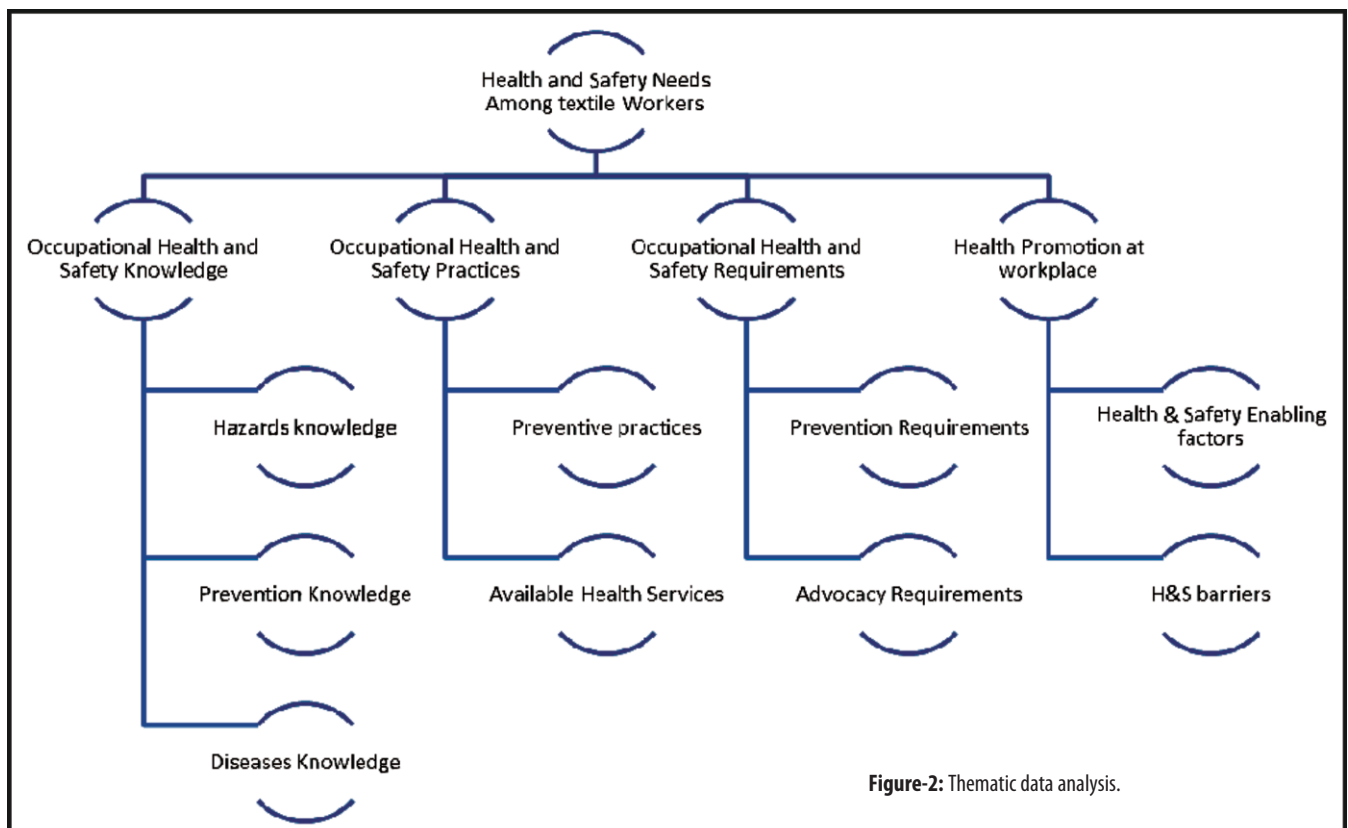 Health and Safety Needs
Among textile Workers
Occupational Health and
Safety Knowledge
Occupational Health and
Safety Practices
Occupational Health and
Safety Requirements
Health Promotion at
workplace
Hazards knowledge
Preventive practices
Prevention Requirements
Health & Safety Enabling
factors
Prevention Knowledge
Available Health Services
Advocacy Requirements
H&S barriers
Diseases Knowledge
Figure-2: Thematic data analysis.